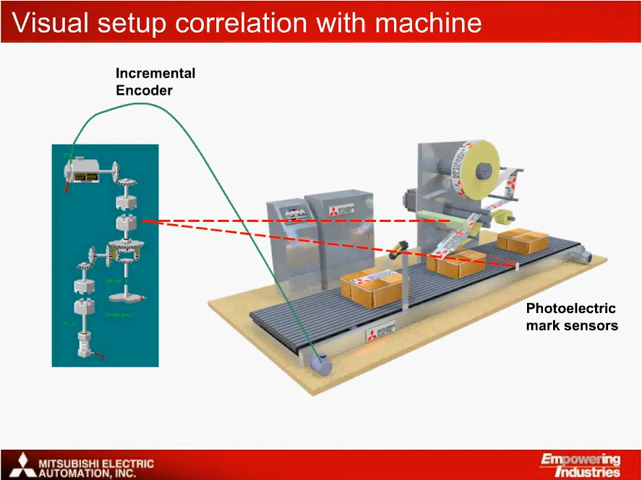 Visual setup correlation with machine
Incremental
Encoder
Photoelectric
mark sensors
MITSUBISHI ELECTRIC
AUTOMATION, INC.
Empowering
Industries